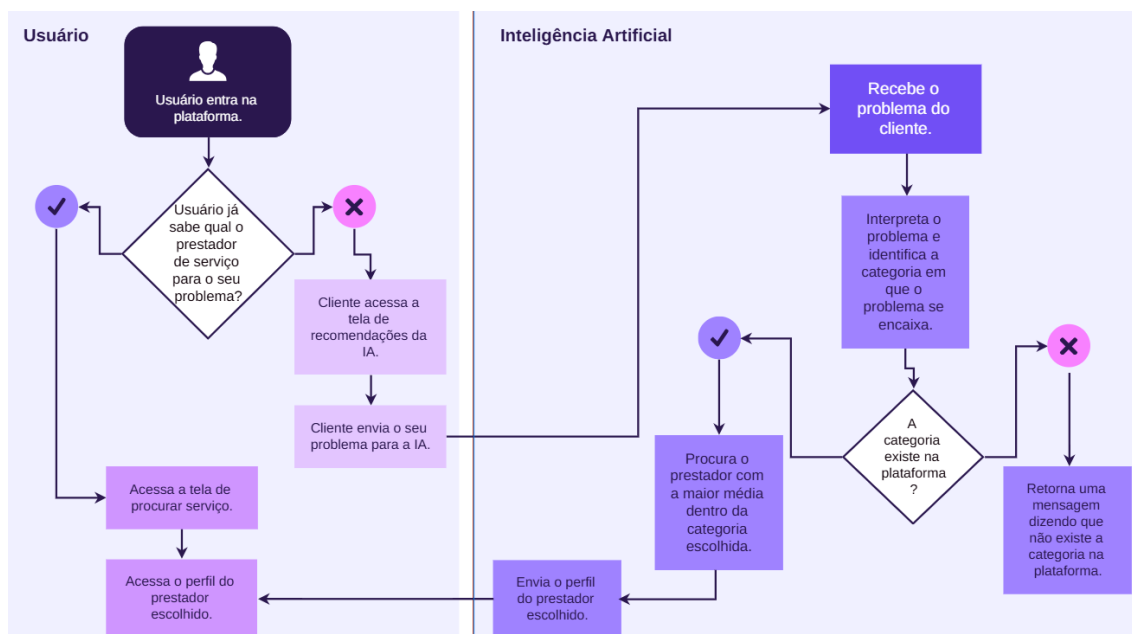 Usuário
Usuário entra na
plataforma.
Usuário já
sabe qual o
prestador
de serviço
para o seu
problema?
Cliente acessa a
tela de
recomendações da
IA.
Cliente envia o seu
problema para a IA.
Acessa a tela de
procurar serviço.
Acessa o perfil do
prestador
escolhido.
Inteligência Artificial
Recebe o
problema do
cliente.
Interpreta o
problema e
identifica a
categoria em
que o
problema se
encaixa.
A
categoria
existe na
plataforma
?
Procura o
prestador com
a maior média
dentro da
categoria
escolhida.
Retorna uma
mensagem
dizendo que
não existe a
categoria na
plataforma.
Envia o perfil
do prestador
escolhido.